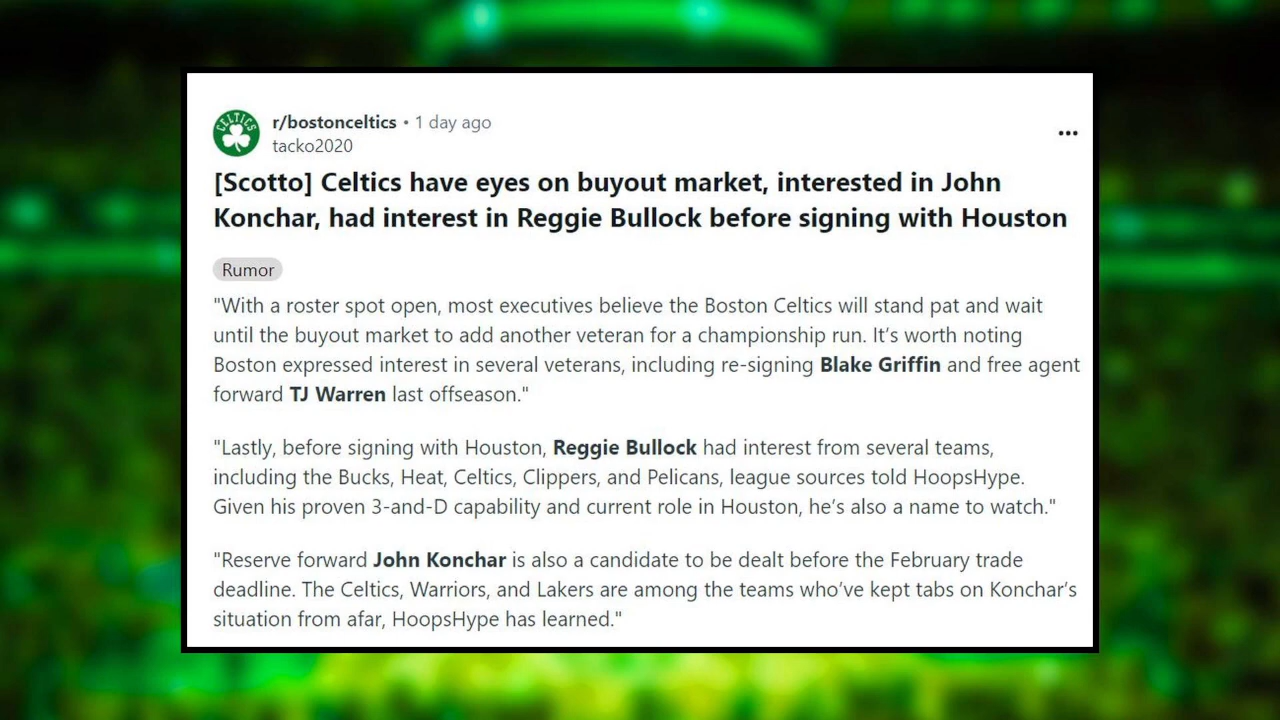 CELTICS
r/bostonceltics • 1 day ago
tacko2020
[Scotto] Celtics have eyes on buyout market, interested in John
Konchar, had interest in Reggie Bullock before signing with Houston
Rumor
"With a roster spot open, most executives believe the Boston Celtics will stand pat and wait
until the buyout market to add another veteran for a championship run. It’s worth noting
Boston expressed interest in several veterans, including re-signing Blake Griffin and free agent
forward TJ Warren last offseason."
"Lastly, before signing with Houston, Reggie Bullock had interest from several teams,
including the Bucks, Heat, Celtics, Clippers, and Pelicans, league sources told HoopsHype.
Given his proven 3-and-D capability and current role in Houston, he’s also a name to watch."
"Reserve forward John Konchar is also a candidate to be dealt before the February trade
deadline. The Celtics, Warriors, and Lakers are among the teams who’ve kept tabs on Konchar’s
situation from afar, HoopsHype has learned."